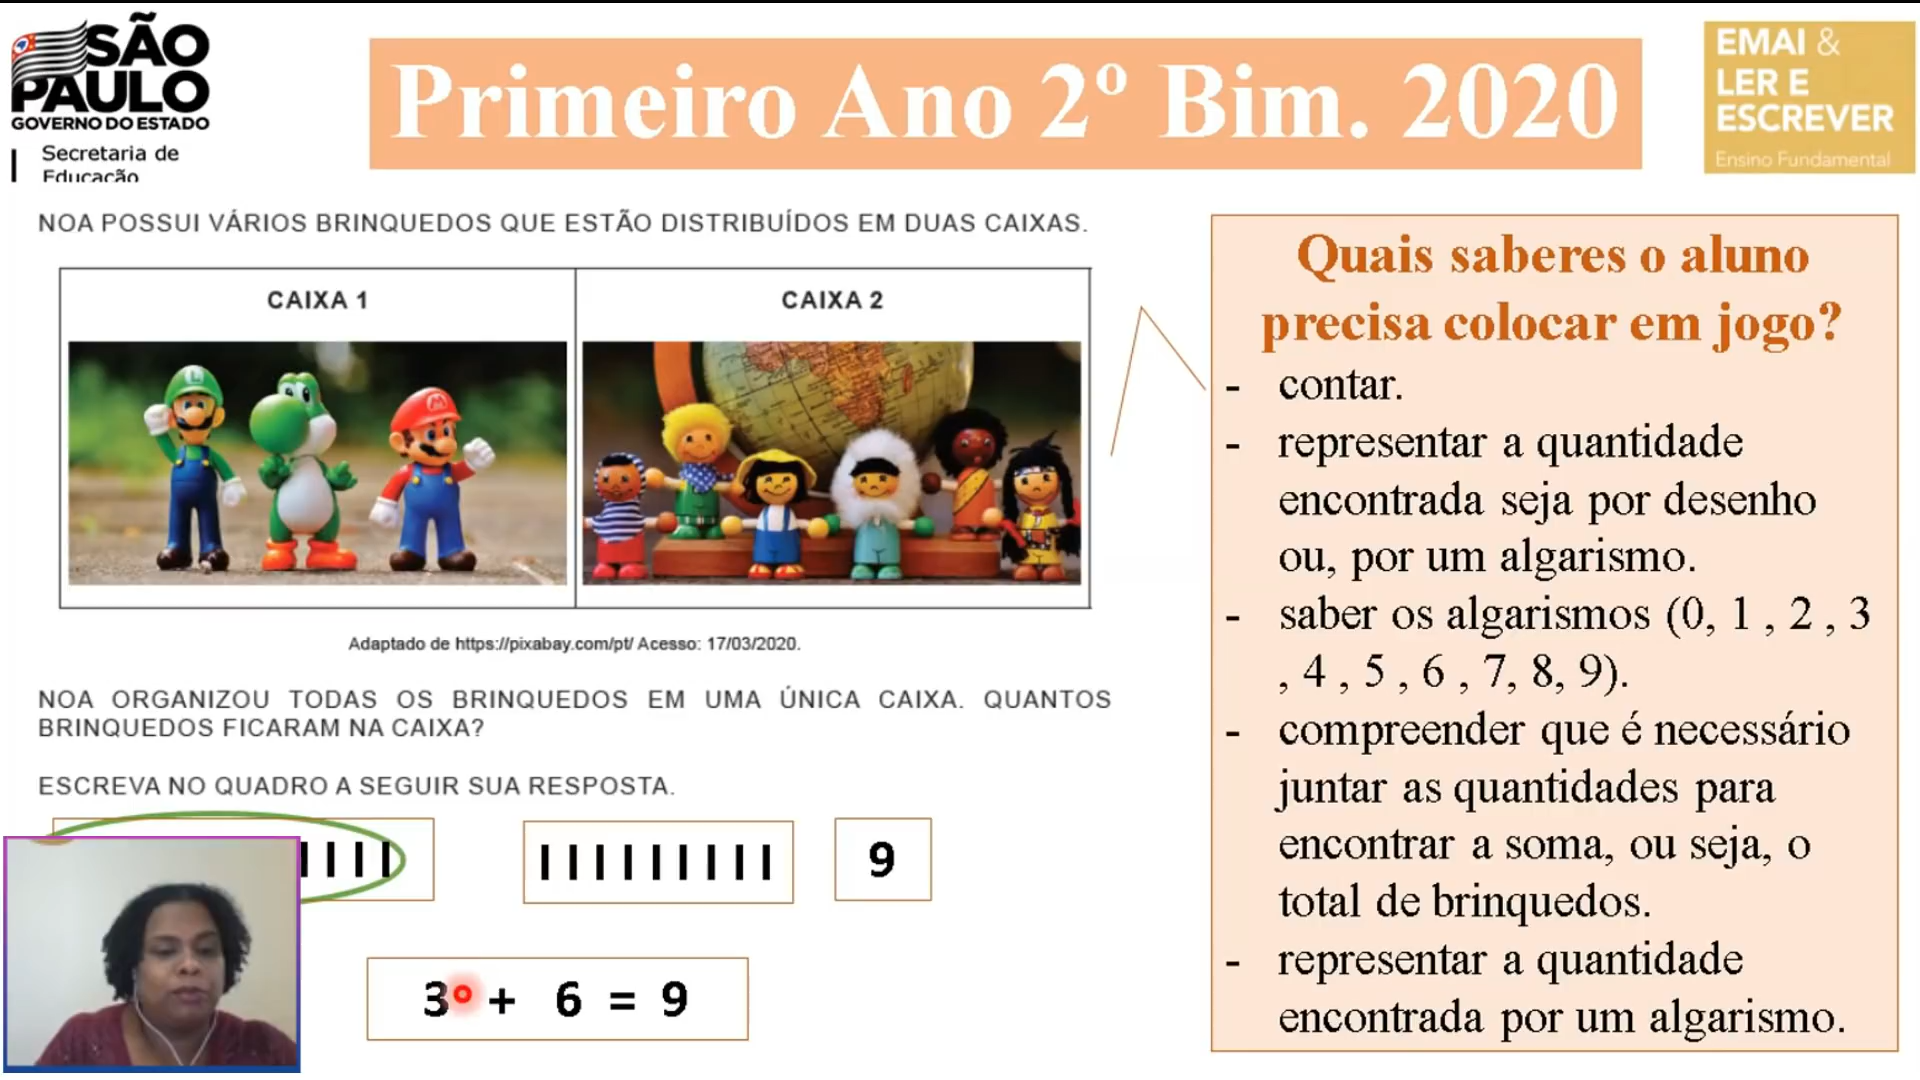 SÃO
PAULO
GOVERNO DO ESTADO
Secretaria de
Educação
Primeiro Ano 2º Bim. 2020
EMAI &
LER E
ESCREVER
Ensino Fundamental
NOA POSSUI VÁRIOS BRINQUEDOS QUE ESTÃO DISTRIBUÍDOS EM DUAS CAIXAS.
CAIXA 1
CAIXA 2
L
M
Adaptado de https://pixabay.com/pt/ Acesso: 17/03/2020.
NOA ORGANIZOU TODAS OS BRINQUEDOS EM UMA ÚNICA CAIXA. QUANTOS
BRINQUEDOS FICARAM NA CAIXA?
ESCREVA NO QUADRO A SEGUIR SUA RESPOSTA.
I I I I
I I I I I I I I I
9
3 + 6 = 9
Quais saberes o aluno
precisa colocar em jogo?
- contar.
- representar a quantidade
encontrada seja por desenho
ou, por um algarismo.
- saber os algarismos (0, 1 , 2 , 3
, 4 , 5 , 6 , 7, 8, 9).
- compreender que é necessário
juntar as quantidades para
encontrar a soma, ou seja, o
total de brinquedos.
- representar a quantidade
encontrada por um algarismo.